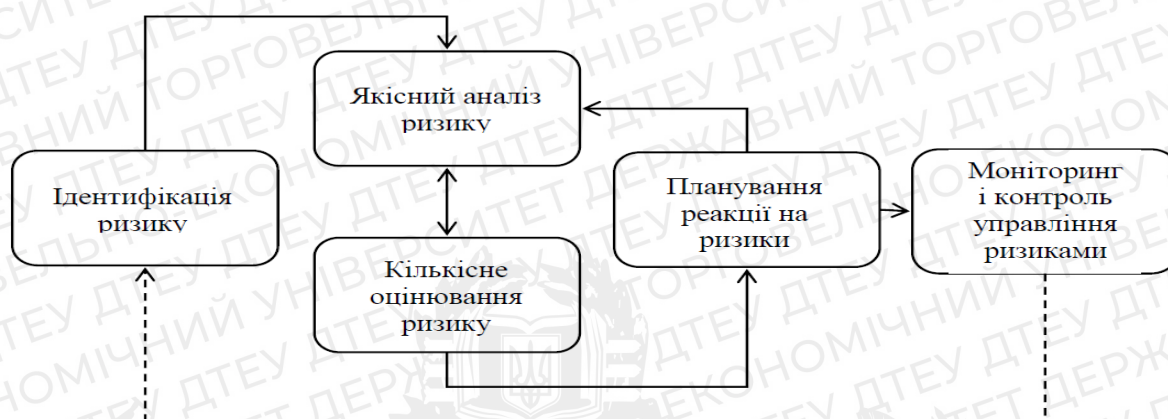 Якісний аналіз
ризику
Ідентифікація
ризику
Кількісне
оцінювання
ризику
Планування
реакції на
ризики
Моніторинг
і контроль
управління
ризиками